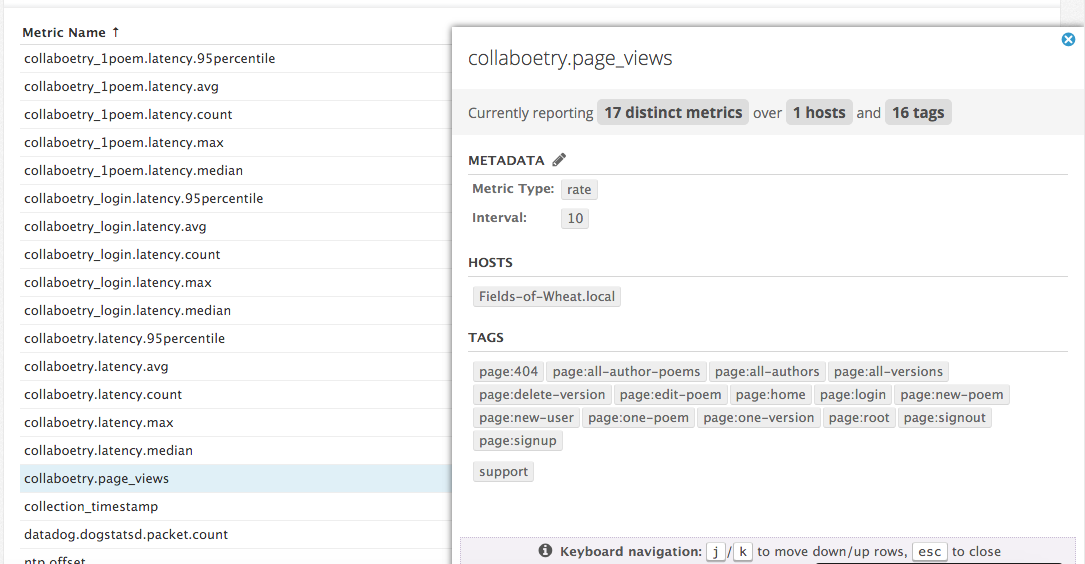 Metric Name ↑
collaboetry_1poem.latency.95percentile
collaboetry_1poem.latency.avg
collaboetry_1poem.latency.count
collaboetry_1poem.latency.max
collaboetry_1poem.latency.median
collaboetry_login.latency.95percentile
collaboetry_login.latency.avg
collaboetry_login.latency.count
collaboetry_login.latency.max
collaboetry_login.latency.median
collaboetry.latency.95percentile
collaboetry.latency.avg
collaboetry.latency.count
collaboetry.latency.max
collaboetry.latency.median
collaboetry.page_views
collection_timestamp
datadog.dogstatsd.packet.count
ntp.offset
collaboetry.page_views
Currently reporting 17 distinct metrics over 1 hosts and 16 tags
METADATA
Metric Type: rate
Interval: 10
HOSTS
Fields-of-Wheat.local
TAGS
page:404 page:all-author-poems page:all-authors page:all-versions
page:delete-version page:edit-poem page:home page:login page:new-poem
page:new-user page:one-poem page:one-version page:root page:signout
page:signup
support
Keyboard navigation: j / k to move down/up rows, esc to close